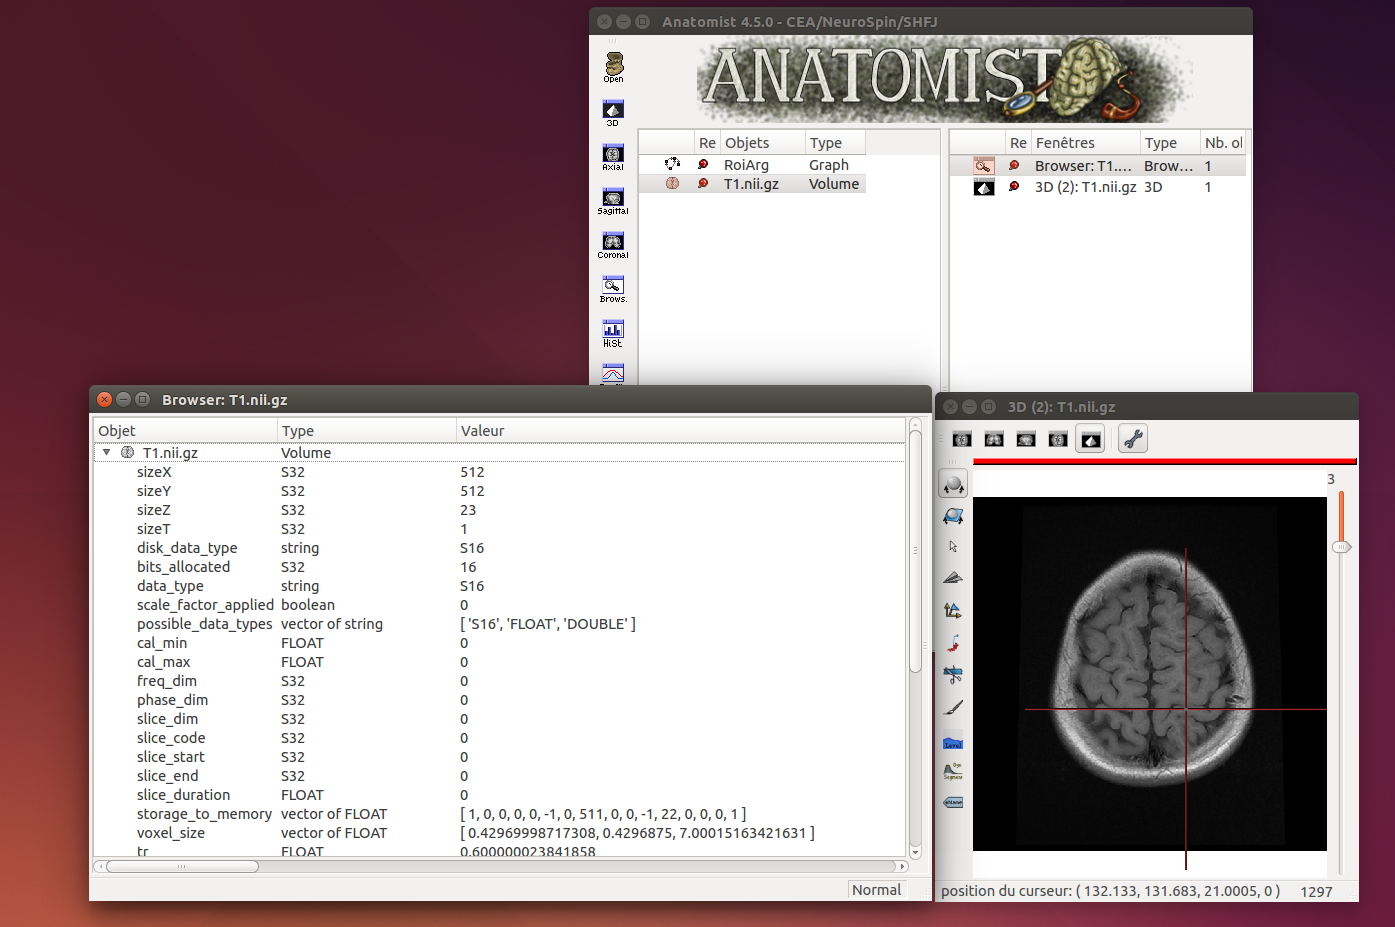 Anatomist 4.5.0 - CEA/NeuroSpin/SHFJ
ANATOMIST
Open
3D
Axial
Sagittal
Coronal
Brows.
HiSt
Re Objets Type
RoiArg Graph
T1.nii.gz Volume
Re Fenêtres Type Nb. ol
Browser: T1.... Brow... 1
3D (2): T1.nii.gz 3D 1
Browser: T1.nii.gz
Objet Type Valeur
T1.nii.gz Volume
sizeX S32 512
sizeY S32 512
sizeZ S32 23
sizeT S32 1
disk_data_type string S16
bits_allocated S32 16
data_type string S16
scale_factor_applied boolean 0
possible_data_types vector of string [ 'S16', 'FLOAT', 'DOUBLE' ]
cal_min FLOAT 0
cal_max FLOAT 0
freq_dim S32 0
phase_dim S32 0
slice_dim S32 0
slice_code S32 0
slice_start S32 0
slice_end S32 0
slice_duration FLOAT 0
storage_to_memory vector of FLOAT [ 1, 0, 0, 0, 0, -1, 0, 511, 0, 0, -1, 22, 0, 0, 0, 1 ]
voxel_size vector of FLOAT [ 0.42969998717308, 0.4296875, 7.00015163421631 ]
tr FLOAT 0.600000023841858
Normal
3D (2): T1.nii.gz
3
Level
position du curseur: ( 132.133, 131.683, 21.0005, 0 ) 1297